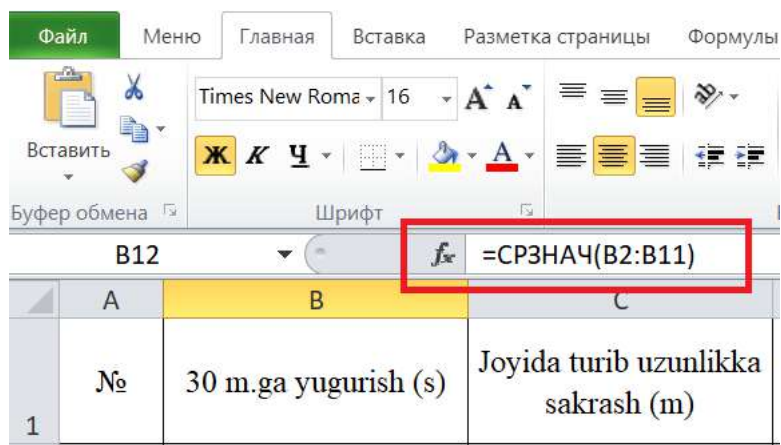 Файл Меню Главная Вставка Разметка страницы Формулы
Times New Roma 16 A A
Вставить
Ж К Ч
A
Буфер обмена Шрифт
B12 fx =СРЗНАЧ(B2:B11)
A B C
1 № 30 m.ga yugurish (s) Joyida turib uzunlikka
sakrash (m)